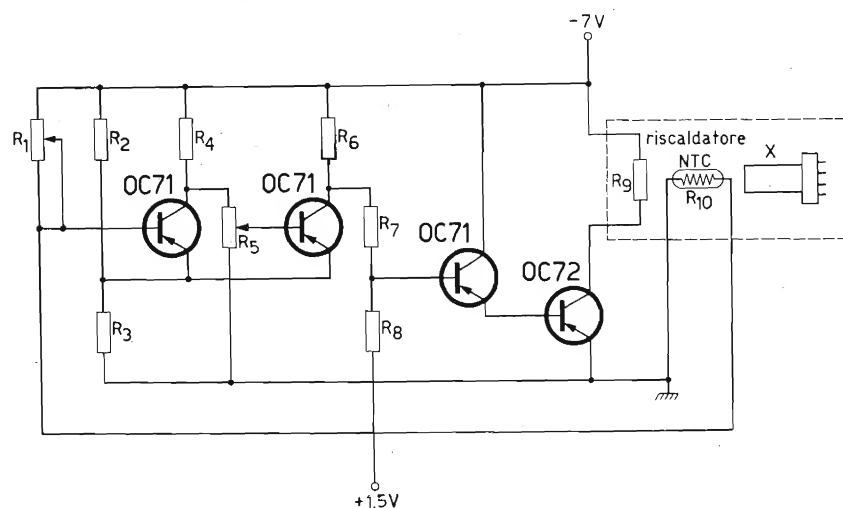 -7V
riscaldatore
NTC
X
R1
R2
R4
R6
R9
R10
OC71
OC71
R5
R7
OC71
OC72
R3
R8
+1.5V